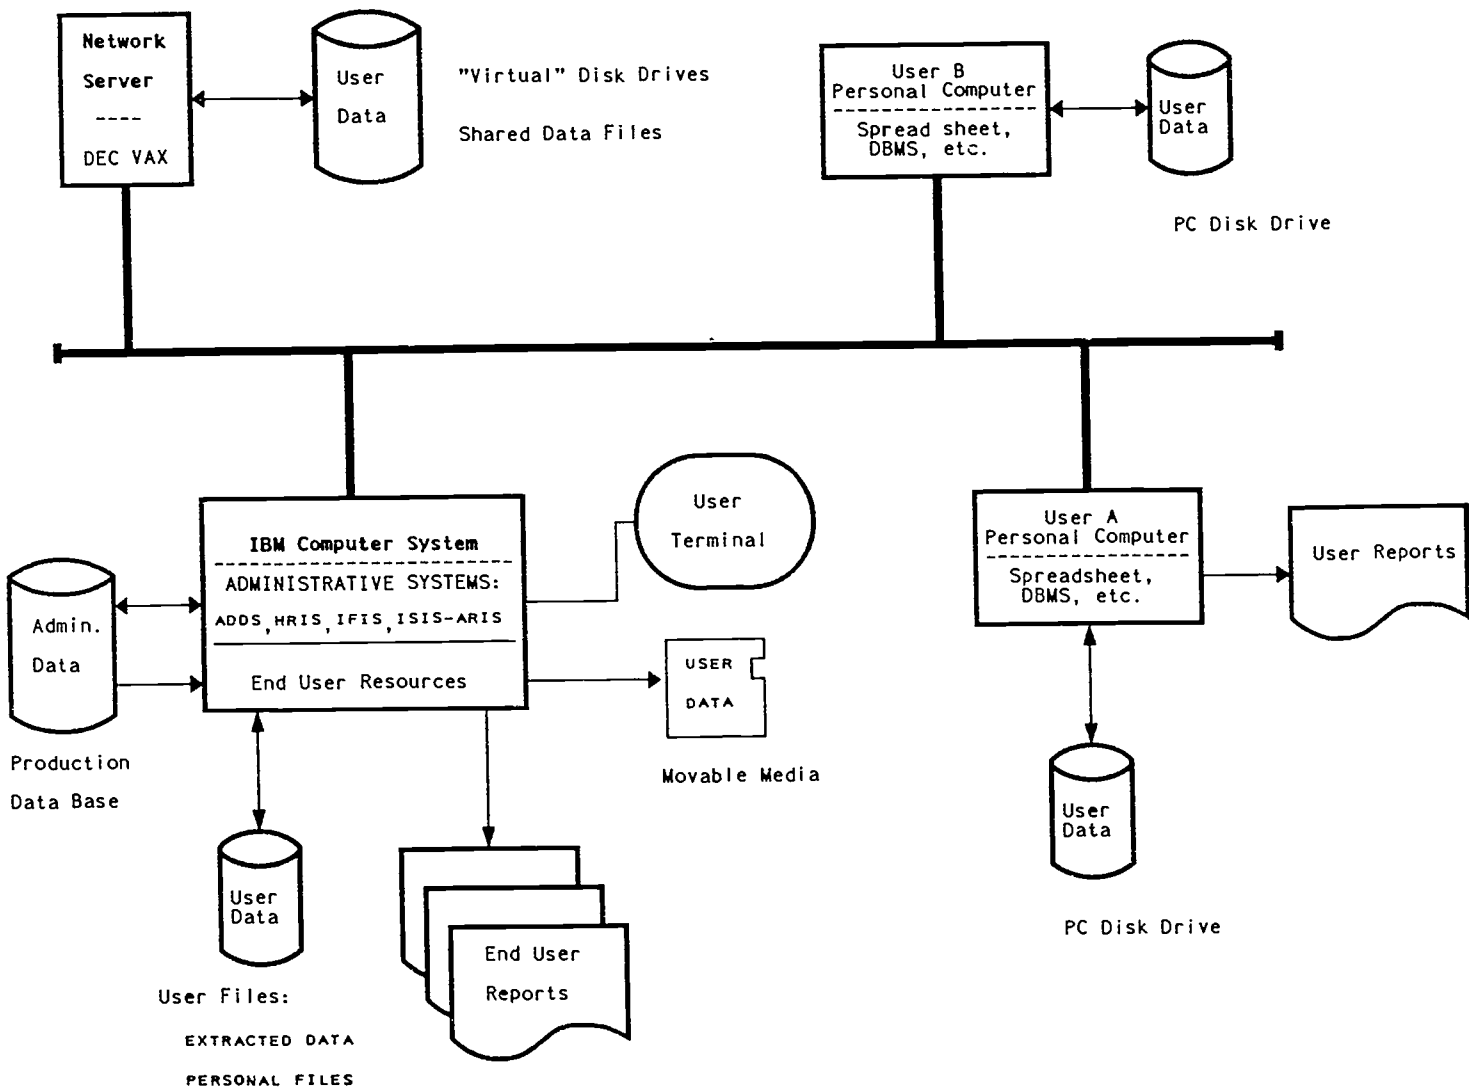 Network
Server
----
DEC VAX
User
Data
"Virtual" Disk Drives
Shared Data Files
User B
Personal Computer
Spread sheet,
DBMS, etc.
User
Data
PC Disk Drive
IBM Computer System
ADMINISTRATIVE SYSTEMS:
ADDS, HRIS, IFIS, ISIS-ARIS
End User Resources
Admin.
Data
Production
Data Base
User
Terminal
USER
DATA
Movable Media
User
Data
User Files:
EXTRACTED DATA
PERSONAL FILES
End User
Reports
User A
Personal Computer
Spreadsheet,
DBMS, etc.
User Reports
User
Data
PC Disk Drive